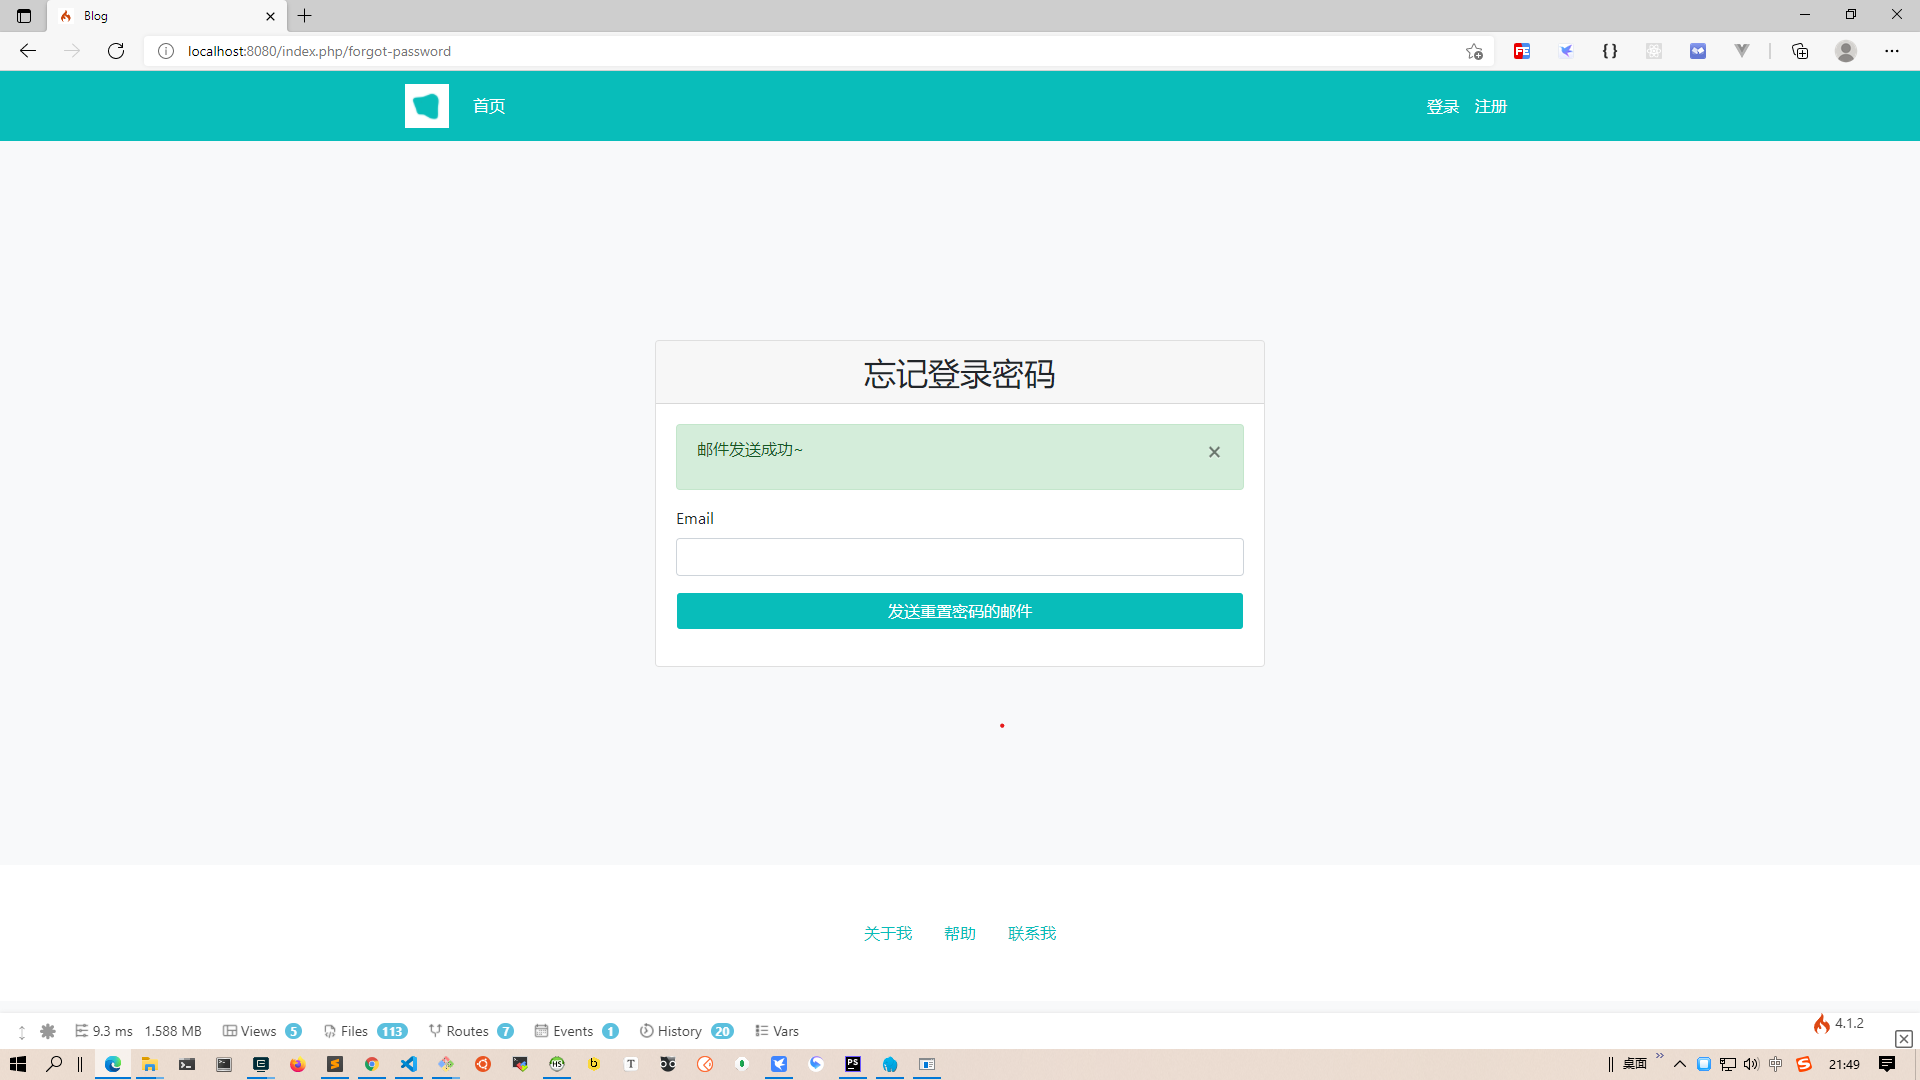 Blog
localhost:8080/index.php/forgot-password
首页
登录 注册
忘记登录密码
邮件发送成功~
Email
发送重置密码的邮件
关于我 帮助 联系我
9.3 ms 1.588 MB Views 5 Files 113 Routes 7 Events 1 History 20 Vars
4.1.2
桌面
中
21:49